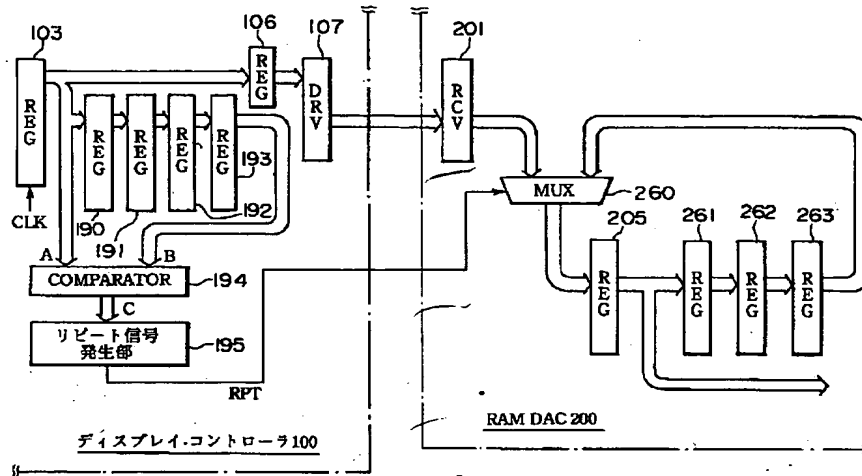 103
106
107
201
REG
REG
DRV
RCV
REG
REG
REG
REG
193
CLK
190
191
192
MUX
260
205
261
262
263
A
B
COMPARATOR
194
REG
REG
REG
REG
C
リピート信号
発生部
195
RPT
ディスプレイ・コントローラ100
RAM DAC 200